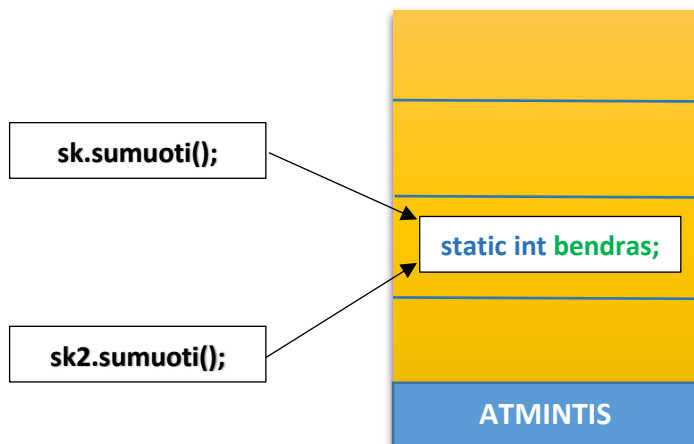 sk.sumuoti();
static int bendras;
sk2.sumuoti();
ATMINTIS